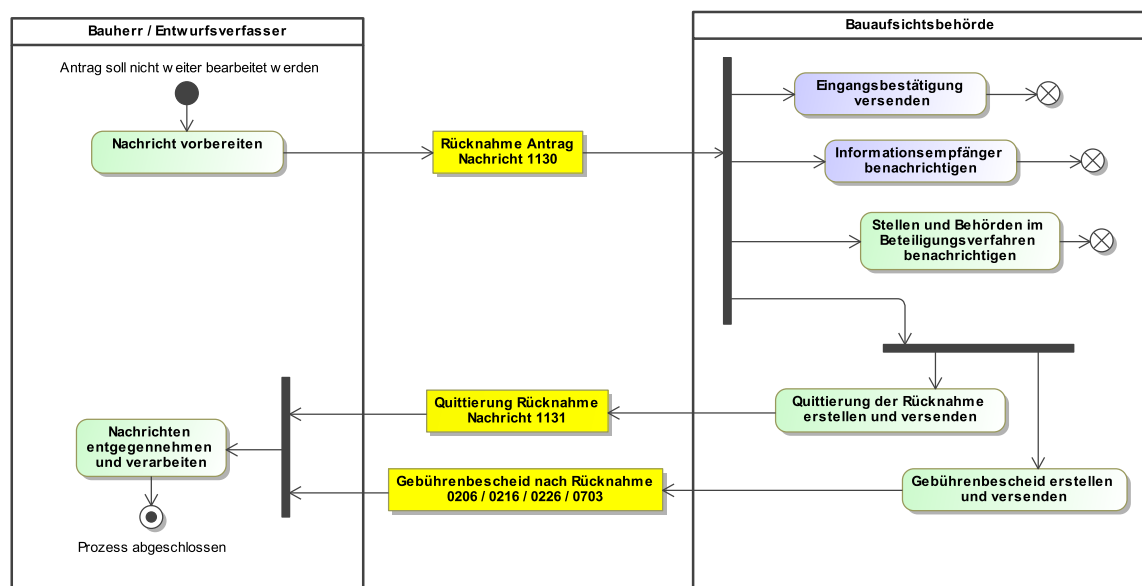 Bauherr / Entwurfsverfasser
Bauaufsichtsbehörde
Antrag soll nicht weiter bearbeitet werden
Nachricht vorbereiten
Rücknahme Antrag
Nachricht 1130
Eingangsbestätigung
versenden
Informationsempfänger
benachrichtigen
Stellen und Behörden im
Beteiligungsverfahren
benachrichtigen
Quittierung der Rücknahme
erstellen und versenden
Quittierung Rücknahme
Nachricht 1131
Gebührenbescheid erstellen
und versenden
Gebührenbescheid nach Rücknahme
0206 / 0216 / 0226 / 0703
Nachrichten
entgegennehmen
und verarbeiten
Prozess abgeschlossen